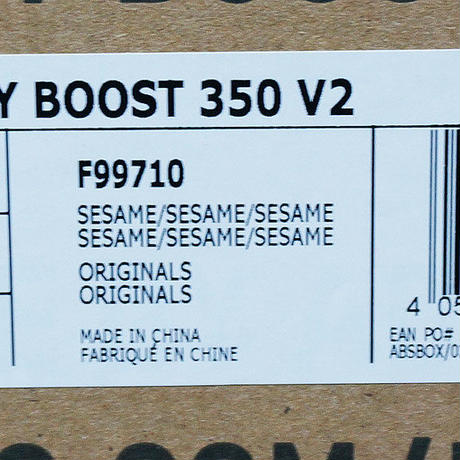 Y BOOST 350 V2
F99710
SESAME/SESAME/SESAME
SESAME/SESAME/SESAME
ORIGINALS
ORIGINALS
MADE IN CHINA
FABRIQUÉ EN CHINE
4 05
EAN PO#
ABSBOX/0
.COM/